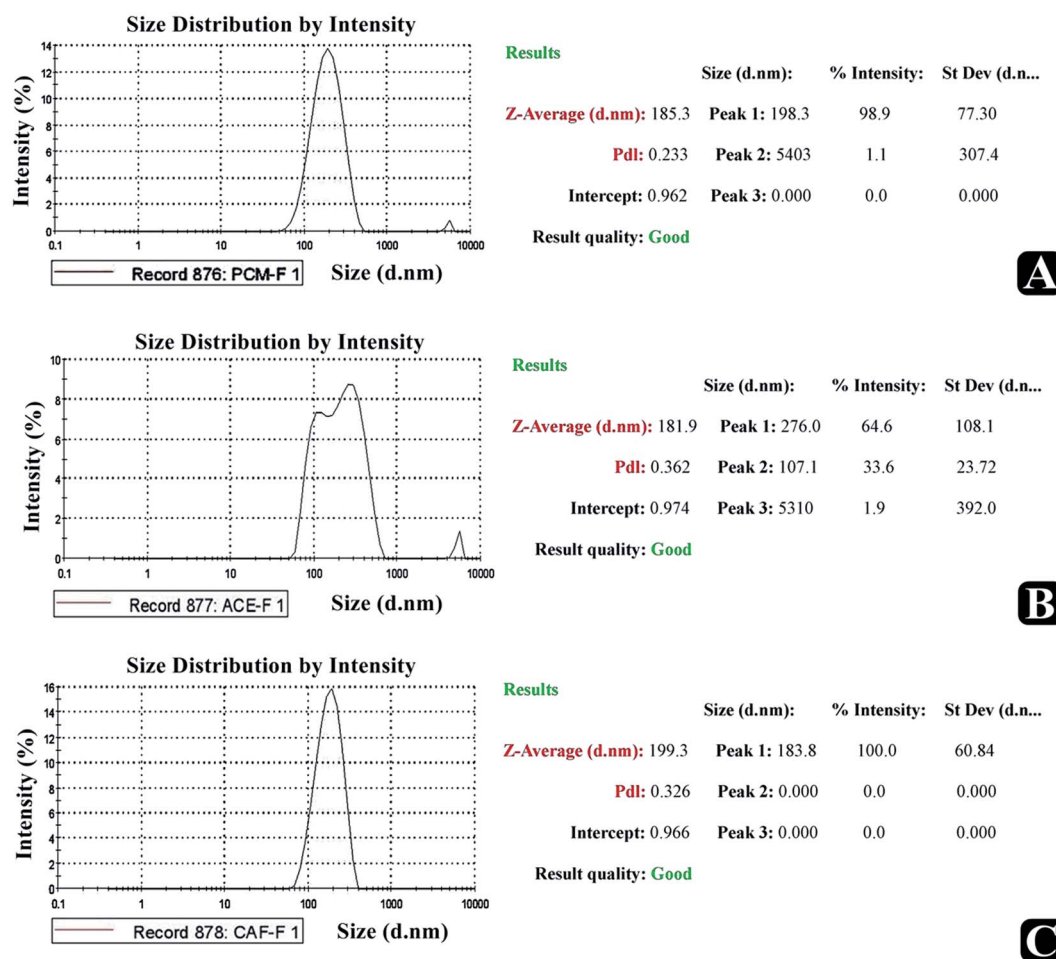 Size Distribution by Intensity
Intensity (%)
14
12
10
8
6
4
2
0
0.1 1 10 100 1000 10000
Record 876: PCM-F 1
Size (d.nm)
Results
Size (d.nm): % Intensity: St Dev (d.n...
Z-Average (d.nm): 185.3 Peak 1: 198.3 98.9 77.30
PdI: 0.233 Peak 2: 5403 1.1 307.4
Intercept: 0.962 Peak 3: 0.000 0.0 0.000
Result quality: Good
A
Size Distribution by Intensity
Intensity (%)
10
8
6
4
2
0
0.1 1 10 100 1000 10000
Record 877: ACE-F 1
Size (d.nm)
Results
Size (d.nm): % Intensity: St Dev (d.n...
Z-Average (d.nm): 181.9 Peak 1: 276.0 64.6 108.1
PdI: 0.362 Peak 2: 107.1 33.6 23.72
Intercept: 0.974 Peak 3: 5310 1.9 392.0
Result quality: Good
B
Size Distribution by Intensity
Intensity (%)
16
14
12
10
8
6
4
2
0
0.1 1 10 100 1000 10000
Record 878: CAF-F 1
Size (d.nm)
Results
Size (d.nm): % Intensity: St Dev (d.n...
Z-Average (d.nm): 199.3 Peak 1: 183.8 100.0 60.84
PdI: 0.326 Peak 2: 0.000 0.0 0.000
Intercept: 0.966 Peak 3: 0.000 0.0 0.000
Result quality: Good
C